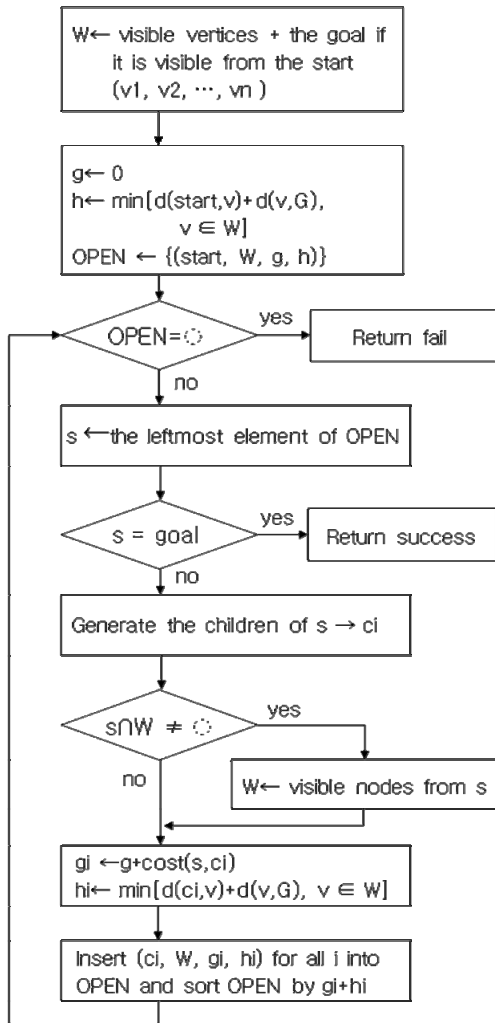 W← visible vertices + the goal if
it is visible from the start
(v1, v2, ⋯, vn )
g← 0
h← min[d(start,v)+d(v,G),
v ∈ W]
OPEN ← {(start, W, g, h)}
OPEN=◌
yes
Return fail
no
s ←the leftmost element of OPEN
s = goal
yes
Return success
no
Generate the children of s → ci
s∩W ≠ ◌
yes
no
W← visible nodes from s
gi ←g+cost(s,ci)
hi← min[d(ci,v)+d(v,G), v ∈ W]
Insert (ci, W, gi, hi) for all i into
OPEN and sort OPEN by gi+hi